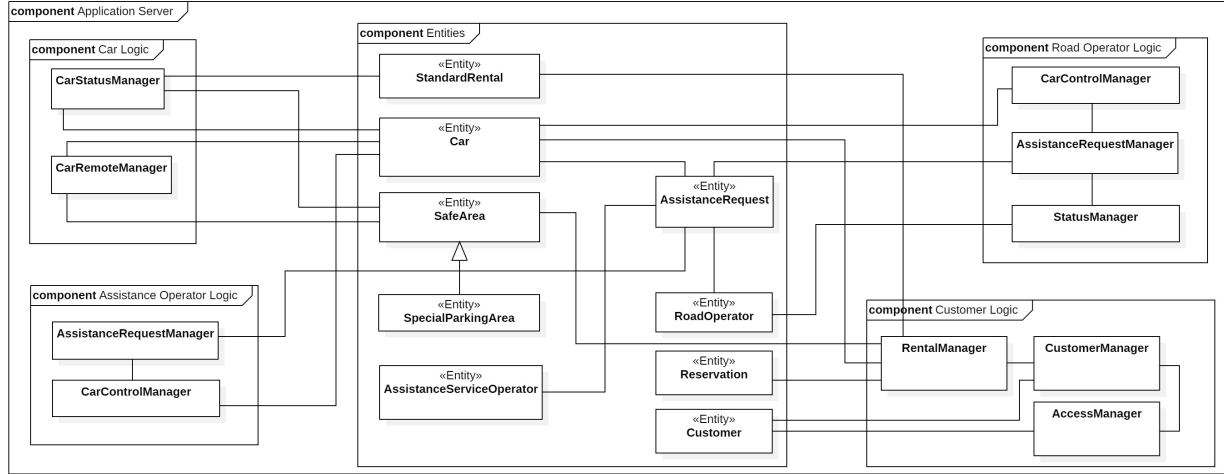 component Application Server
component Car Logic
CarStatusManager
CarRemoteManager
component Assistance Operator Logic
AssistanceRequestManager
CarControlManager
component Entities
«Entity»
StandardRental
«Entity»
Car
«Entity»
SafeArea
«Entity»
SpecialParkingArea
«Entity»
AssistanceServiceOperator
«Entity»
AssistanceRequest
«Entity»
RoadOperator
«Entity»
Reservation
«Entity»
Customer
component Road Operator Logic
CarControlManager
AssistanceRequestManager
StatusManager
component Customer Logic
RentalManager
CustomerManager
AccessManager